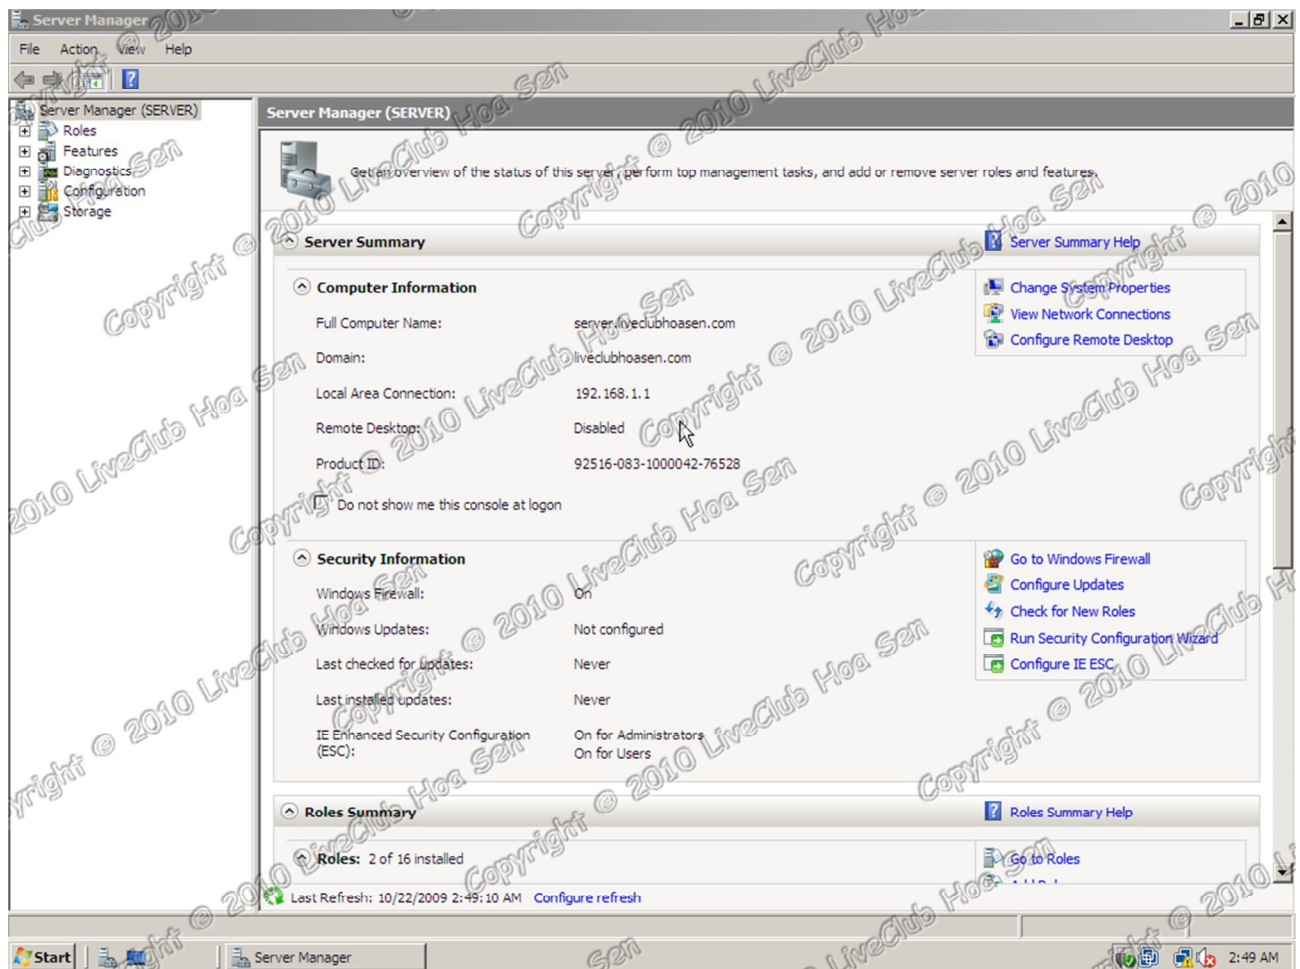 Server Manager
File Action View Help
Server Manager (SERVER)
Roles
Features
Diagnostics
Configuration
Storage
Server Manager (SERVER)
Get an overview of the status of this server, perform top management tasks, and add or remove server roles and features.
Server Summary
Server Summary Help
Computer Information
Change System Properties
View Network Connections
Configure Remote Desktop
Full Computer Name: server.liveclubhoasen.com
Domain: liveclubhoasen.com
Local Area Connection: 192.168.1.1
Remote Desktop: Disabled
Product ID: 92516-083-1000042-76528
Do not show me this console at logon
Security Information
Go to Windows Firewall
Configure Updates
Check for New Roles
Run Security Configuration Wizard
Configure IE ESC
Windows Firewall: On
Windows Updates: Not configured
Last checked for updates: Never
Last installed updates: Never
IE Enhanced Security Configuration On for Administrators
(ESC): On for Users
Roles Summary
Roles Summary Help
Roles: 2 of 16 installed
Go to Roles
Last Refresh: 10/22/2009 2:49:10 AM Configure refresh
Start
Server Manager
2:49 AM
Copyright © 2010 LiveClub Hoa Sen